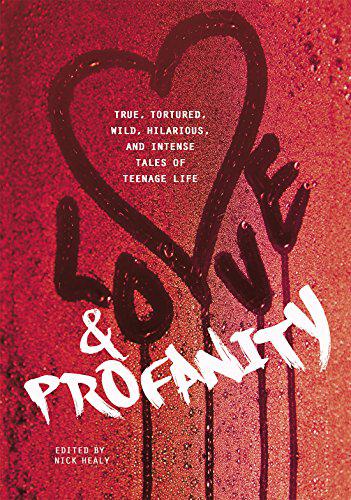 TRUE, TORTURED,
WILD, HILARIOUS,
AND INTENSE
TALES OF
TEENAGE LIFE
LOVE
&
PROFANITY
EDITED BY
NICK HEALY